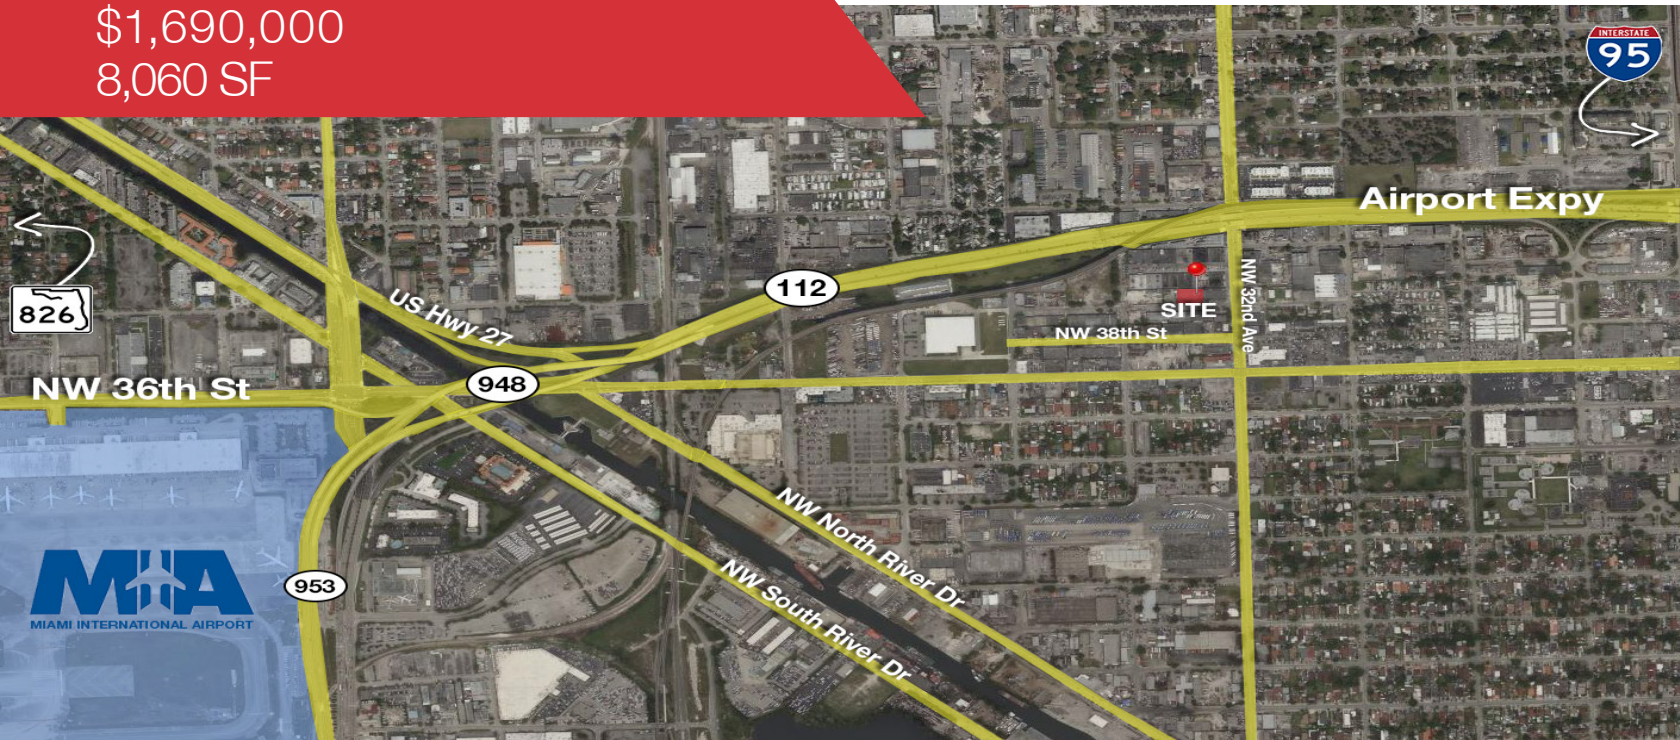 $1,690,000
8,060 SF
INTERSTATE
95
Airport Expy
826
US Hwy 27
112
SITE
NW 32nd Ave
NW 38th St
NW 36th St
948
NW North River Dr
NW South River Dr
953
MIA
MIAMI INTERNATIONAL AIRPORT